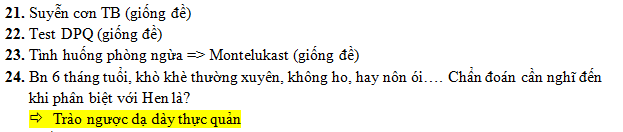 21. Suyễn cơn TB (giống đề)
22. Test DPQ (giống đề)
23. Tình huống phòng ngừa => Montelukast (giống đề)
24. Bn 6 tháng tuổi, khò khè thường xuyên, không ho, hay nôn ói…. Chẩn đoán cần nghĩ đến
khi phân biệt với Hen là?
⇨ Trào ngược dạ dày thực quản